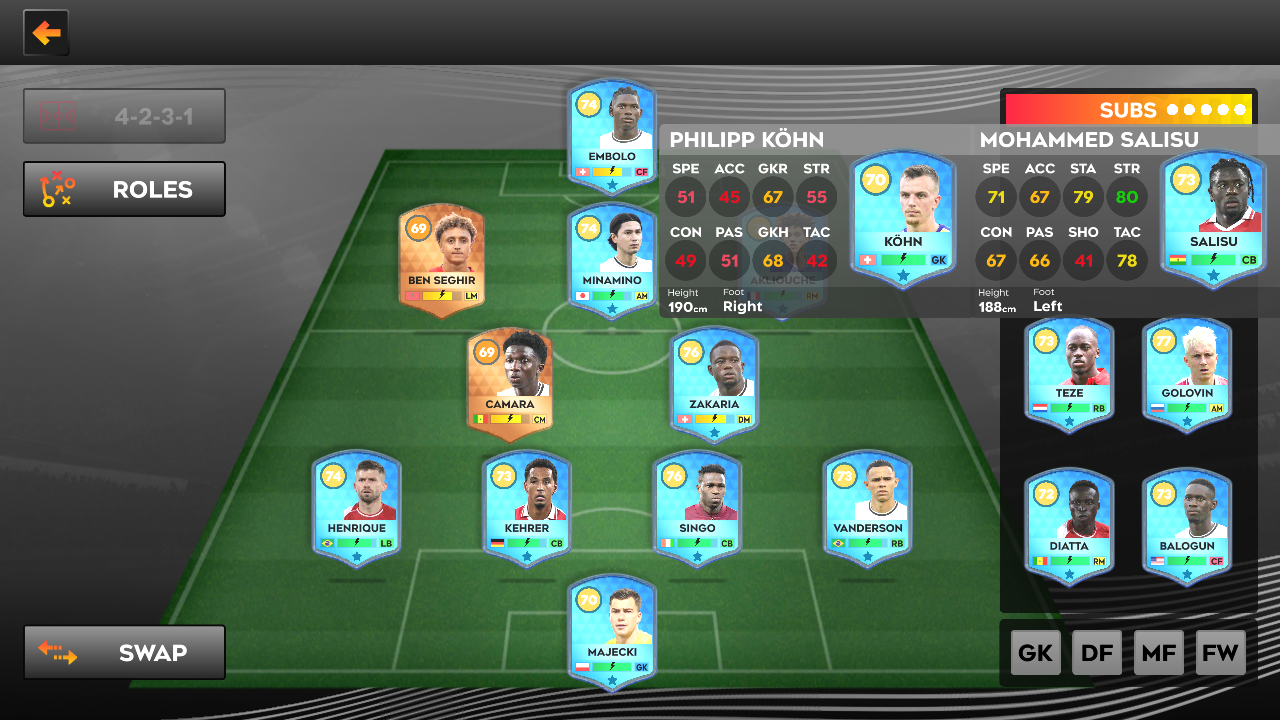 4-2-3-1
ROLES
SWAP
74
EMBOLO
CF
69
BEN SEGHIR
LM
74
MINAMINO
AM
AKLIOUCHE
RM
69
CAMARA
CM
76
ZAKARIA
DM
74
HENRIQUE
LB
73
KEHRER
CB
76
SINGO
CB
73
VANDERSON
RB
70
MAJECKI
GK
SUBS
PHILIPP KÖHN
SPE ACC GKR STR
51 45 67 55
CON PAS GKH TAC
49 51 68 42
Height Foot
190cm Right
70
KÖHN
GK
MOHAMMED SALISU
SPE ACC STA STR
71 67 79 80
CON PAS SHO TAC
67 66 41 78
Height Foot
188cm Left
73
SALISU
CB
73
TEZE
RB
77
GOLOVIN
AM
72
DIATTA
RM
73
BALOGUN
CF
GK DF MF FW